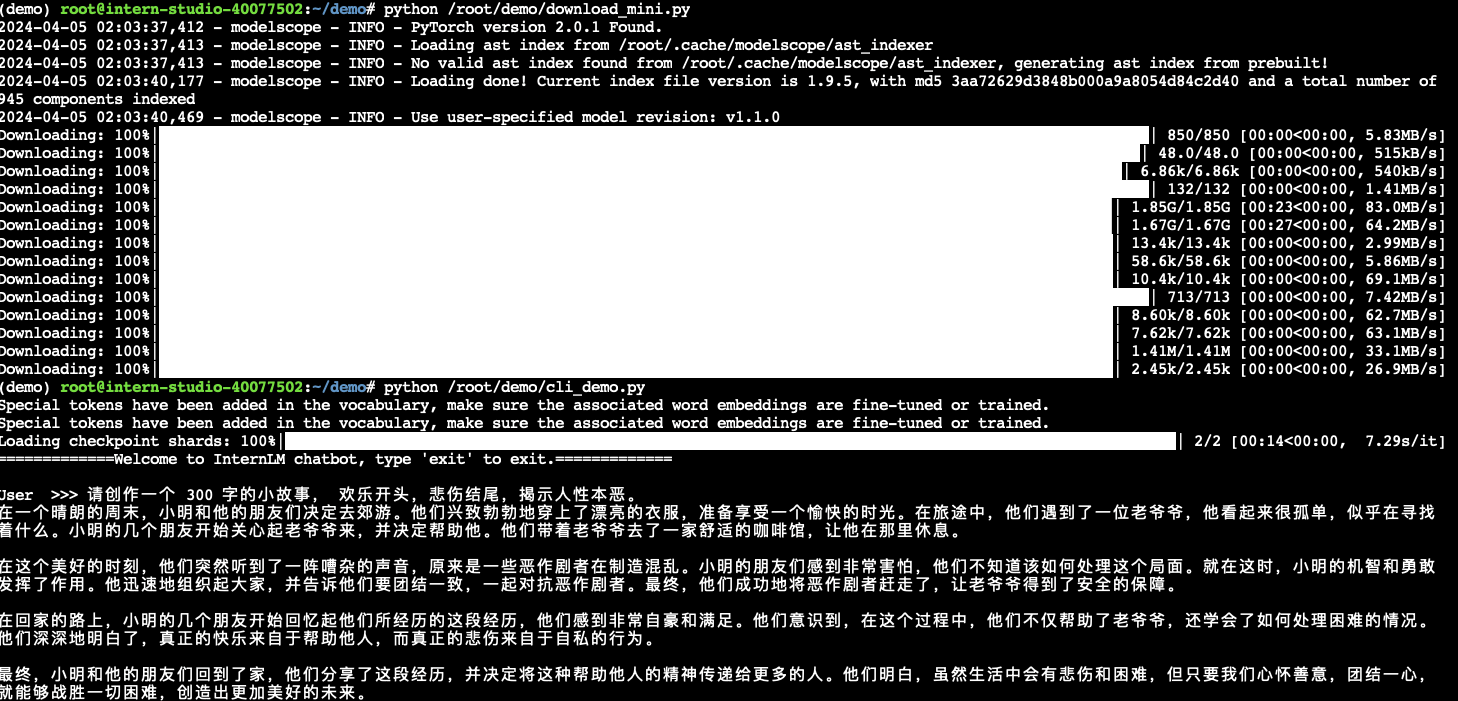 (demo) root@intern-studio-40077502:~/demo# python /root/demo/download_mini.py
2024-04-05 02:03:37,412 - modelscope - INFO - PyTorch version 2.0.1 Found.
2024-04-05 02:03:37,413 - modelscope - INFO - Loading ast index from /root/.cache/modelscope/ast_indexer
2024-04-05 02:03:37,413 - modelscope - INFO - No valid ast index found from /root/.cache/modelscope/ast_indexer, generating ast index from prebuilt!
2024-04-05 02:03:40,177 - modelscope - INFO - Loading done! Current index file version is 1.9.5, with md5 3aa72629d3848b000a9a8054d84c2d40 and a total number of
945 components indexed
2024-04-05 02:03:40,469 - modelscope - INFO - Use user-specified model revision: v1.1.0
Downloading: 100%| | 850/850 [00:00<00:00, 5.83MB/s]
Downloading: 100%| | 48.0/48.0 [00:00<00:00, 515kB/s]
Downloading: 100%| | 6.86k/6.86k [00:00<00:00, 540kB/s]
Downloading: 100%| | 132/132 [00:00<00:00, 1.41MB/s]
Downloading: 100%| | 1.85G/1.85G [00:23<00:00, 83.0MB/s]
Downloading: 100%| | 1.67G/1.67G [00:27<00:00, 64.2MB/s]
Downloading: 100%| | 13.4k/13.4k [00:00<00:00, 2.99MB/s]
Downloading: 100%| | 58.6k/58.6k [00:00<00:00, 5.86MB/s]
Downloading: 100%| | 10.4k/10.4k [00:00<00:00, 69.1MB/s]
Downloading: 100%| | 713/713 [00:00<00:00, 7.42MB/s]
Downloading: 100%| | 8.60k/8.60k [00:00<00:00, 62.7MB/s]
Downloading: 100%| | 7.62k/7.62k [00:00<00:00, 63.1MB/s]
Downloading: 100%| | 1.41M/1.41M [00:00<00:00, 33.1MB/s]
Downloading: 100%| | 2.45k/2.45k [00:00<00:00, 26.9MB/s]
(demo) root@intern-studio-40077502:~/demo# python /root/demo/cli_demo.py
Special tokens have been added in the vocabulary, make sure the associated word embeddings are fine-tuned or trained.
Special tokens have been added in the vocabulary, make sure the associated word embeddings are fine-tuned or trained.
Loading checkpoint shards: 100%| | 2/2 [00:14<00:00,  7.29s/it]
=============Welcome to InternLM chatbot, type 'exit' to exit.=============
User  >>> 请创作一个 300 字的小故事， 欢乐开头，悲伤结尾，揭示人性本恶。
在一个晴朗的周末，小明和他的朋友们决定去郊游。他们兴致勃勃地穿上了漂亮的衣服，准备享受一个愉快的时光。在旅途中，他们遇到了一位老爷爷，他看起来很孤单，似乎在寻找
着什么。小明的几个朋友开始关心起老爷爷来，并决定帮助他。他们带着老爷爷去了一家舒适的咖啡馆，让他在那里休息。
在这个美好的时刻，他们突然听到了一阵嘈杂的声音，原来是一些恶作剧者在制造混乱。小明的朋友们感到非常害怕，他们不知道该如何处理这个局面。就在这时，小明的机智和勇敢
发挥了作用。他迅速地组织起大家，并告诉他们要团结一致，一起对抗恶作剧者。最终，他们成功地将恶作剧者赶走了，让老爷爷得到了安全的保障。
在回家的路上，小明的几个朋友开始回忆起他们所经历的这段经历，他们感到非常自豪和满足。他们意识到，在这个过程中，他们不仅帮助了老爷爷，还学会了如何处理困难的情况。
他们深深地明白了，真正的快乐来自于帮助他人，而真正的悲伤来自于自私的行为。
最终，小明和他的朋友们回到了家，他们分享了这段经历，并决定将这种帮助他人的精神传递给更多的人。他们明白，虽然生活中会有悲伤和困难，但只要我们心怀善意，团结一心，
就能够战胜一切困难，创造出更加美好的未来。